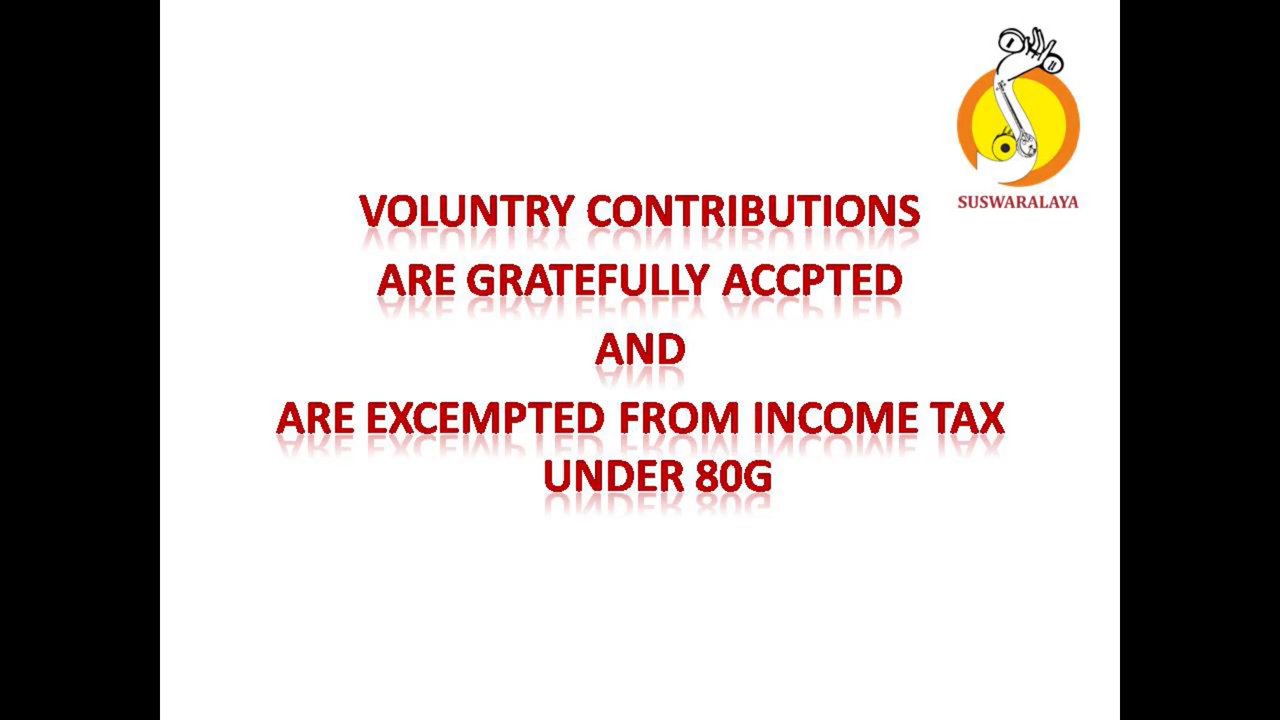 SUSWARALAYA
VOLUNTRY CONTRIBUTIONS
ARE GRATEFULLY ACCPTED
AND
ARE EXCEMPTED FROM INCOME TAX
UNDER 80G